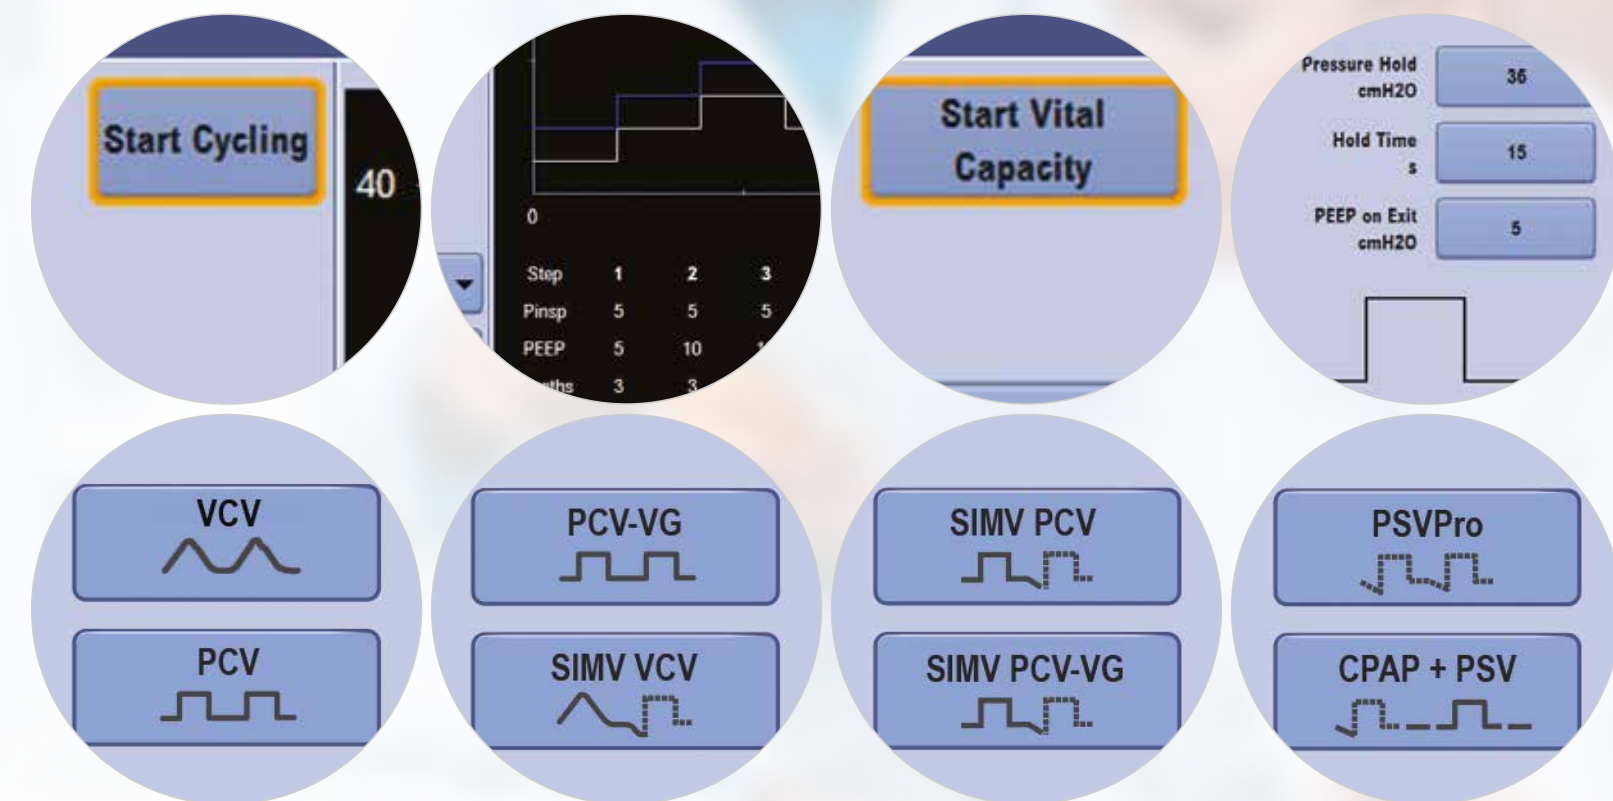 Start Cycling
40
0
Step 1 2 3
Pinsp 5 5 5
PEEP 5 10
3 3
Start Vital
Capacity
Pressure Hold
cmH2O
36
Hold Time
s
15
PEEP on Exit
cmH2O
5
VCV
PCV
PCV-VG
SIMV VCV
SIMV PCV
SIMV PCV-VG
PSVPro
CPAP + PSV